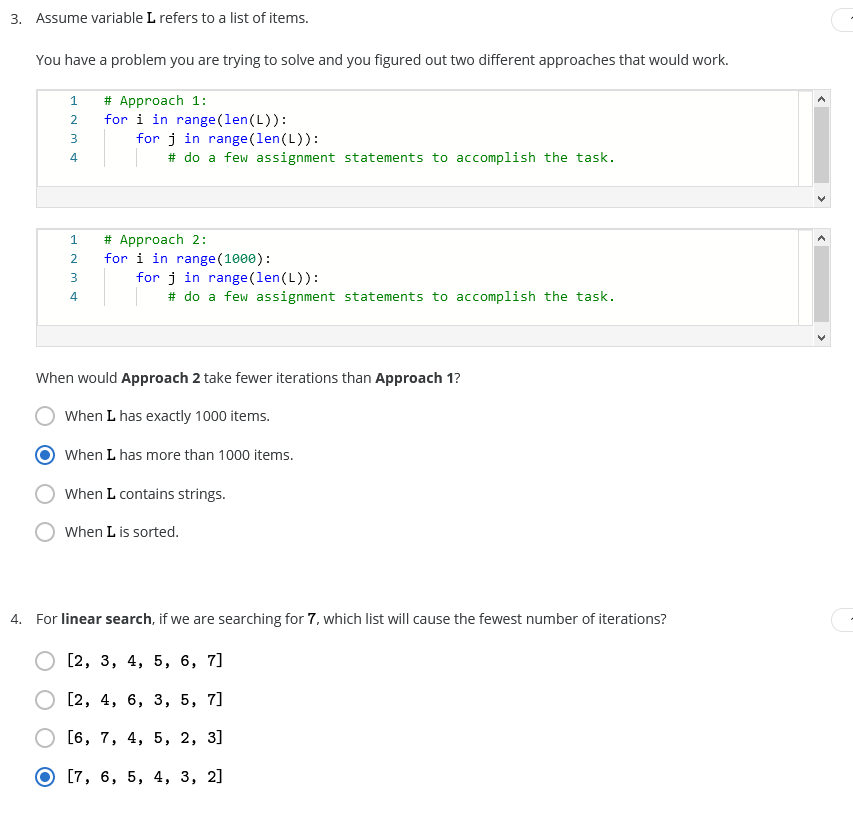 3. Assume variable L refers to a list of items.
You have a problem you are trying to solve and you figured out two different approaches that would work.
1 # Approach 1:
2 for i in range(len(L)):
3     for j in range(len(L)):
4         # do a few assignment statements to accomplish the task.
1 # Approach 2:
2 for i in range(1000):
3     for j in range(len(L)):
4         # do a few assignment statements to accomplish the task.
When would Approach 2 take fewer iterations than Approach 1?
When L has exactly 1000 items.
When L has more than 1000 items.
When L contains strings.
When L is sorted.
4. For linear search, if we are searching for 7, which list will cause the fewest number of iterations?
[2, 3, 4, 5, 6, 7]
[2, 4, 6, 3, 5, 7]
[6, 7, 4, 5, 2, 3]
[7, 6, 5, 4, 3, 2]